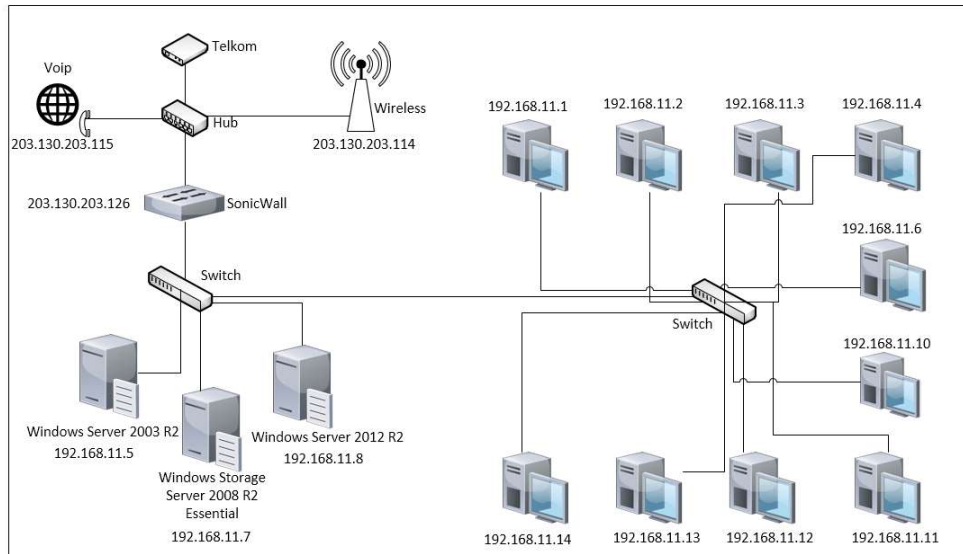 Telkom
Voip
Hub
Wireless
203.130.203.115
203.130.203.114
203.130.203.126
SonicWall
Switch
Windows Server 2003 R2
192.168.11.5
Windows Storage
Server 2008 R2
Essential
192.168.11.7
Windows Server 2012 R2
192.168.11.8
192.168.11.1
192.168.11.2
192.168.11.3
192.168.11.4
192.168.11.6
Switch
192.168.11.10
192.168.11.14
192.168.11.13
192.168.11.12
192.168.11.11